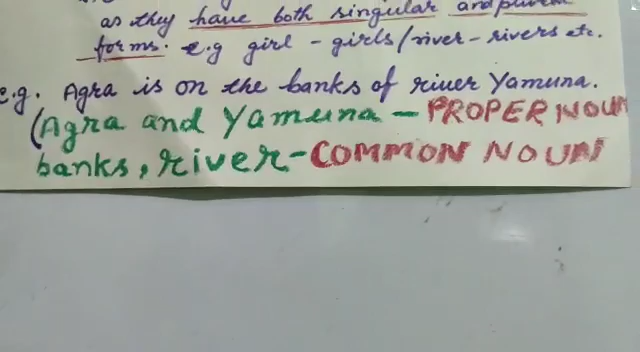 as they have both singular and plural
forms. e.g girl - girls/river - rivers etc.
e.g. Agra is on the banks of river Yamuna.
(Agra and Yamuna - PROPER NOUN
banks, river - COMMON NOUN